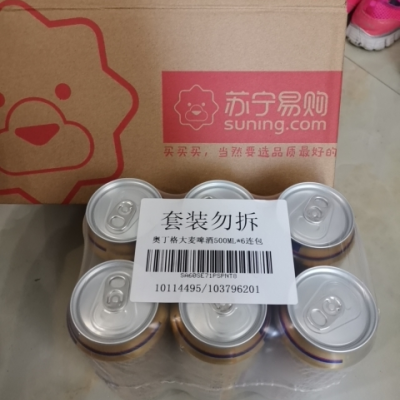 苏宁易购
suning.com
买买买，当然要选品质最好的
套装勿拆
奥丁格大麦啤酒500ML*6连包
10114495/103796201